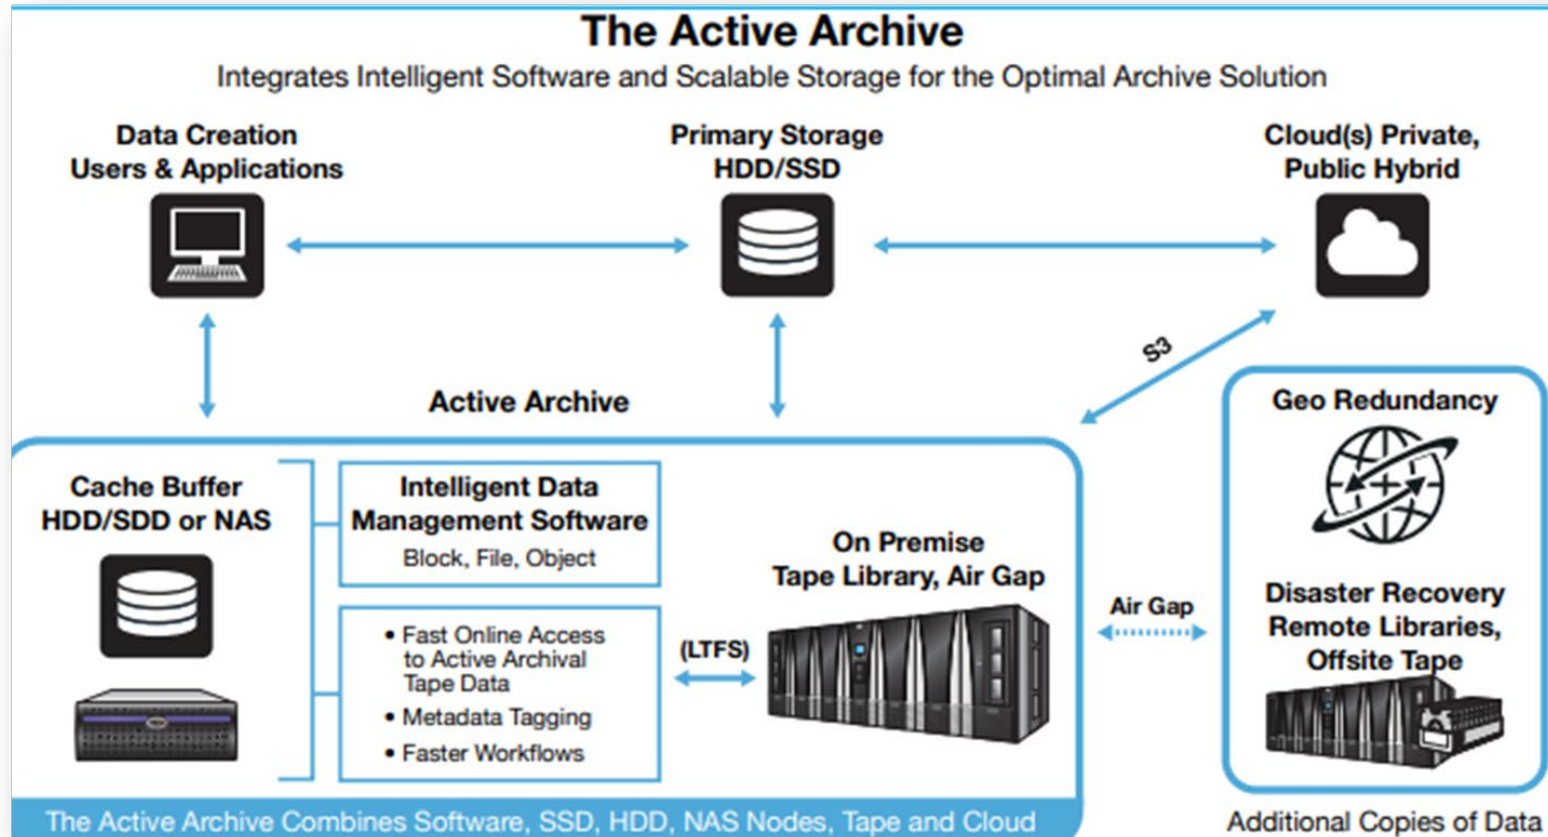 The Active Archive
Integrates Intelligent Software and Scalable Storage for the Optimal Archive Solution
Data Creation
Users & Applications
Primary Storage
HDD/SSD
Cloud(s) Private,
Public Hybrid
S3
Active Archive
Cache Buffer
HDD/SDD or NAS
Intelligent Data
Management Software
Block, File, Object
• Fast Online Access
to Active Archival
Tape Data
• Metadata Tagging
• Faster Workflows
(LTFS)
On Premise
Tape Library, Air Gap
Air Gap
Geo Redundancy
Disaster Recovery
Remote Libraries,
Offsite Tape
The Active Archive Combines Software, SSD, HDD, NAS Nodes, Tape and Cloud
Additional Copies of Data